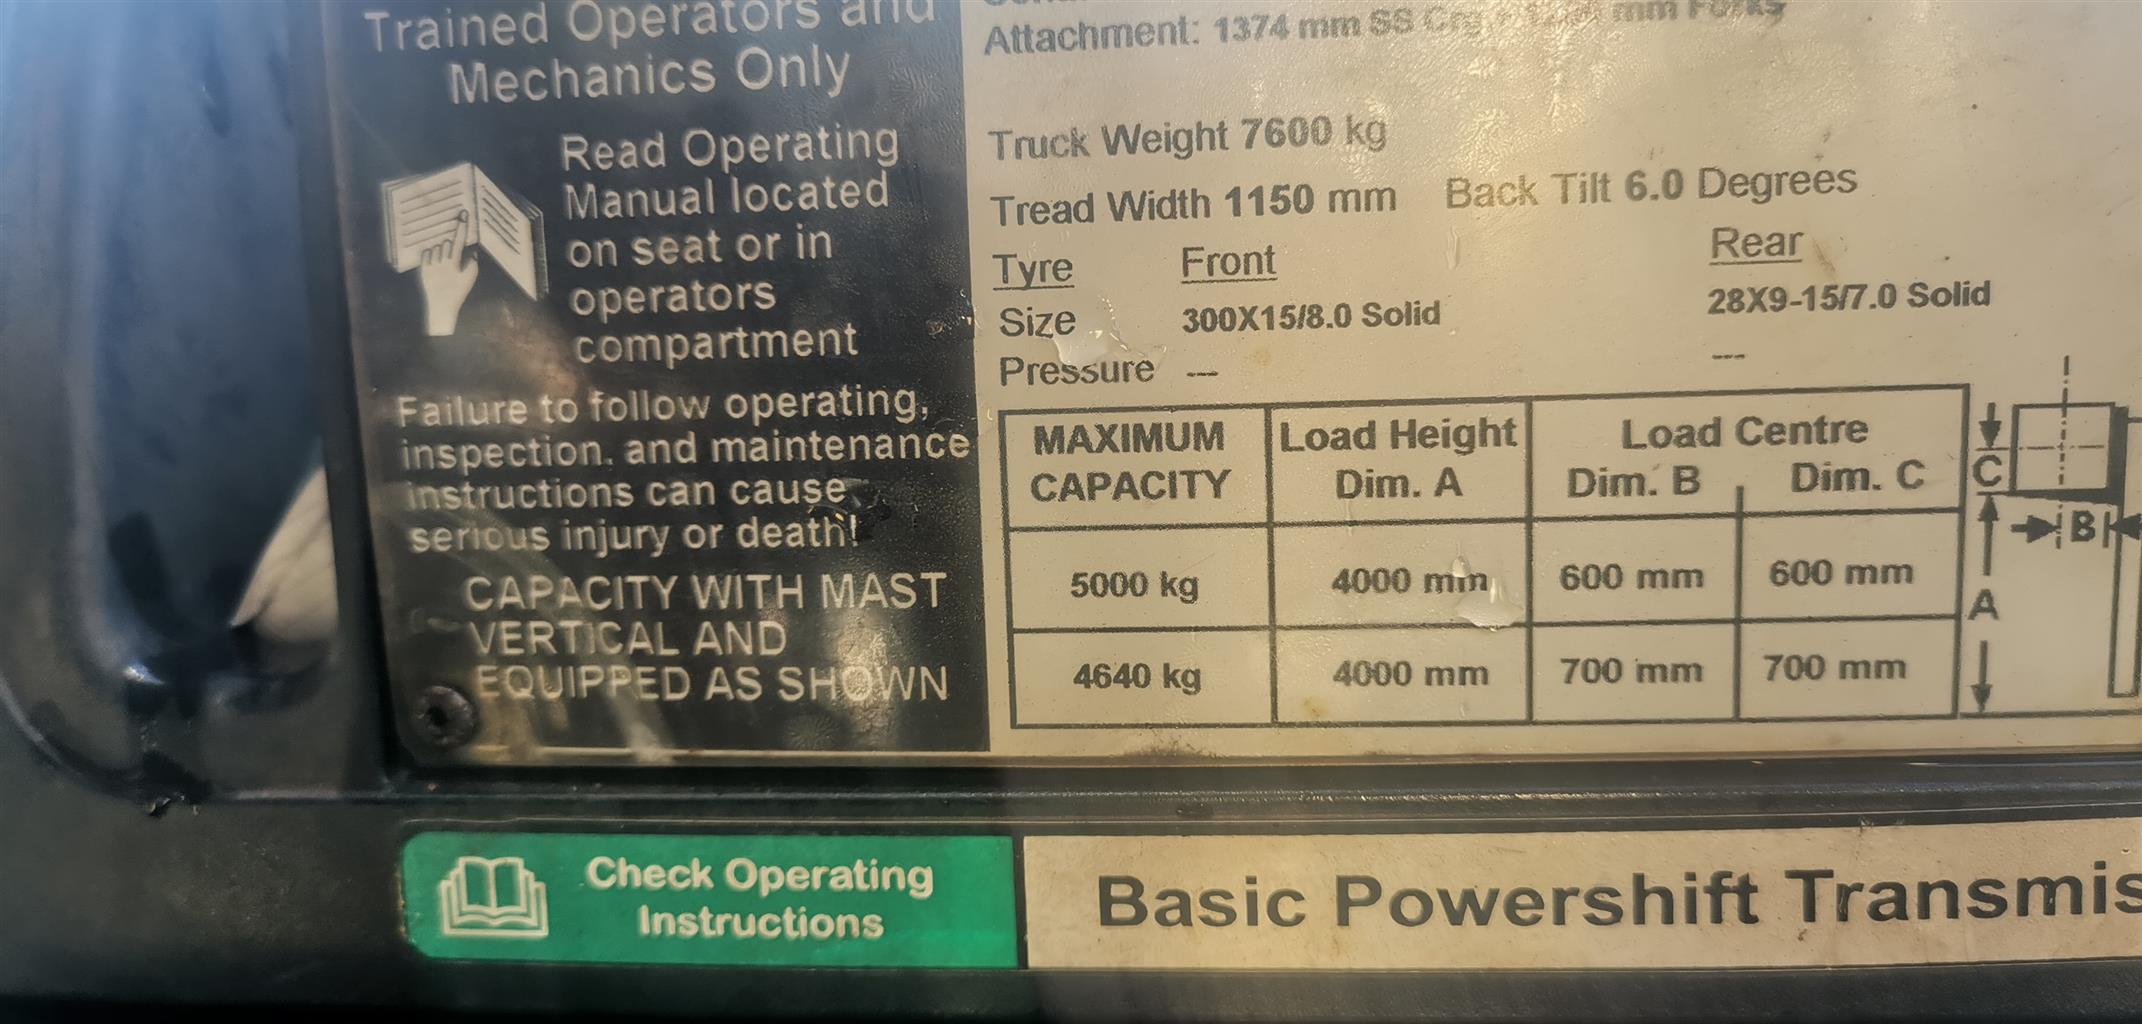 Trained Operators and
Mechanics Only
Read Operating
Manual located
on seat or in
operators
compartment
Failure to follow operating,
inspection. and maintenance
instructions can cause
serious injury or death!
CAPACITY WITH MAST
VERTICAL AND
EQUIPPED AS SHOWN
Attachment: 1374 mm SS mm Forks
Truck Weight 7600 kg
Tread Width 1150 mm Back Tilt 6.0 Degrees
Tyre Front Rear
Size 300X15/8.0 Solid 28X9-15/7.0 Solid
Pressure --- ---
MAXIMUM CAPACITY Load Height Dim. A Load Centre
Dim. B Dim. C
5000 kg 4000 mm 600 mm 600 mm
4640 kg 4000 mm 700 mm 700 mm
C
B
A
Check Operating
Instructions
Basic Powershift Transmis